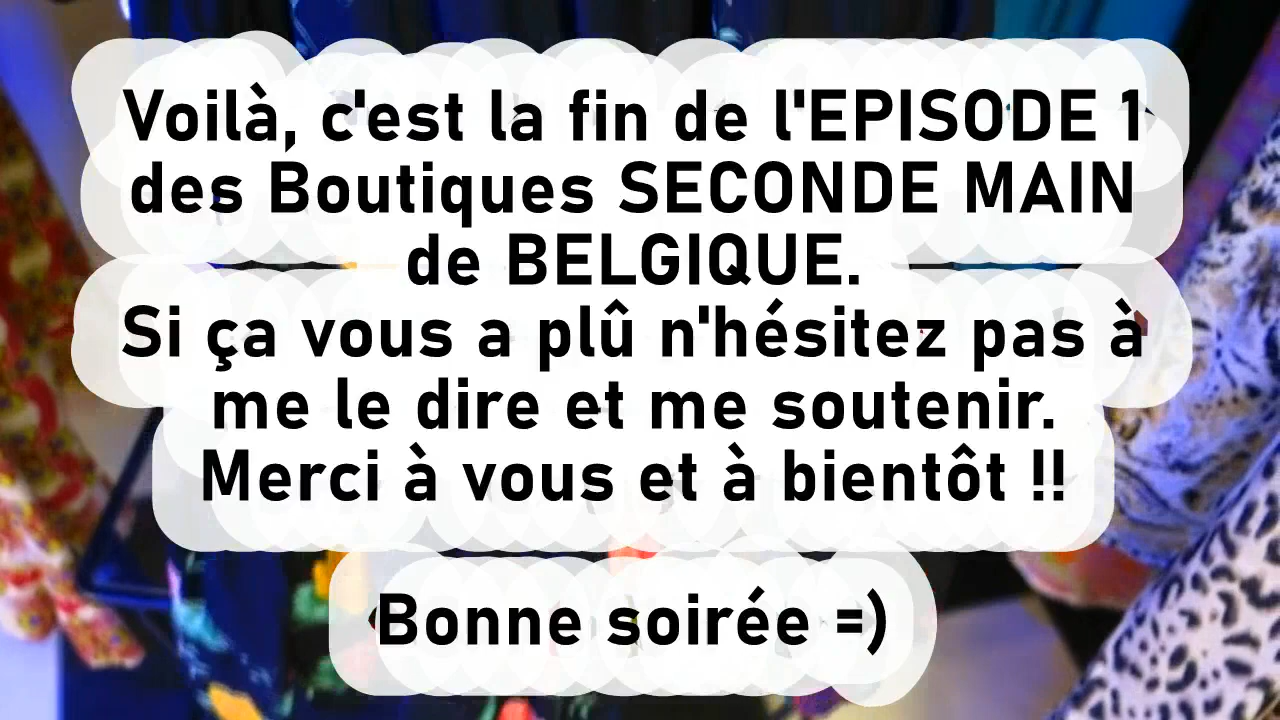 Voilà, c'est la fin de l'EPISODE 1
des Boutiques SECONDE MAIN
de BELGIQUE.
Si ça vous a plû n'hésitez pas à
me le dire et me soutenir.
Merci à vous et à bientôt !!
Bonne soirée =)